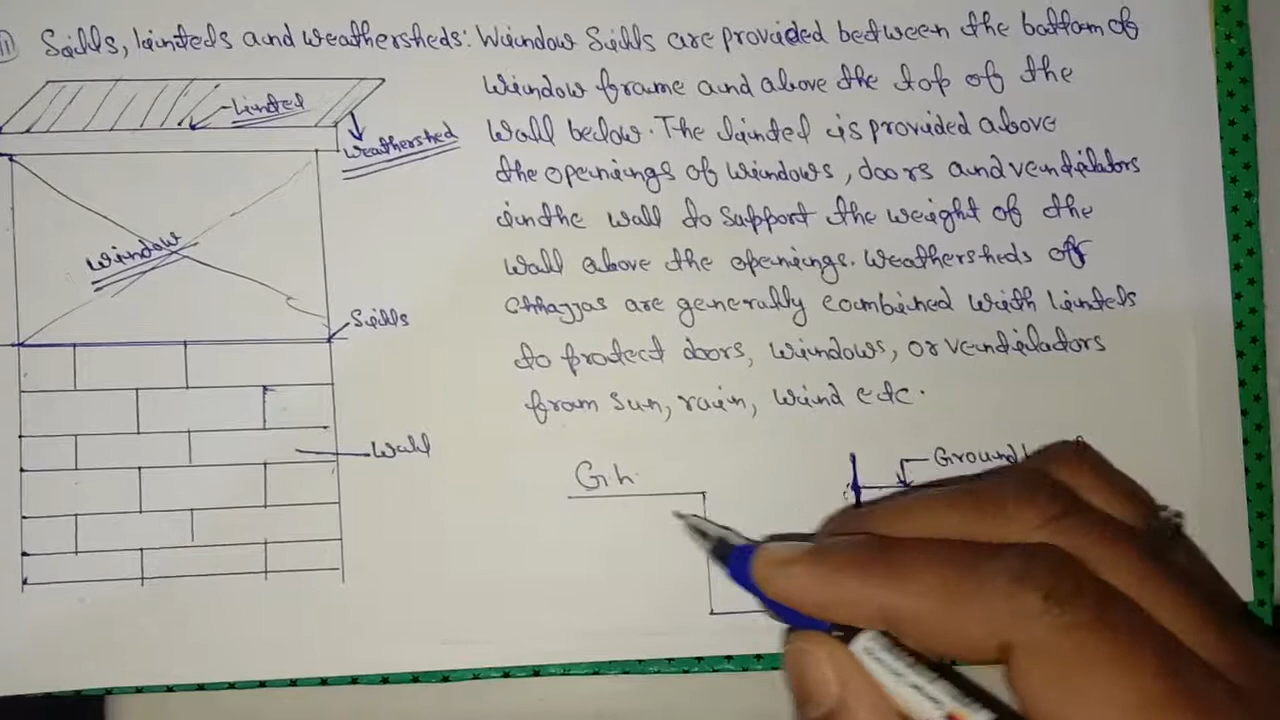 Sills, lintels and weathersheds: Window Sills are provided between the bottom of
window frame and above the top of the
wall below. The lintel is provided above
the openings of windows, doors and ventilators
in the wall to support the weight of the
wall above the openings. Weathersheds or
Chhajjas are generally combined with lintels
to protect doors, windows, or ventilators
from sun, rain, wind etc.
Lintel
Weathershed
Window
Sills
Wall
G.L.
Ground